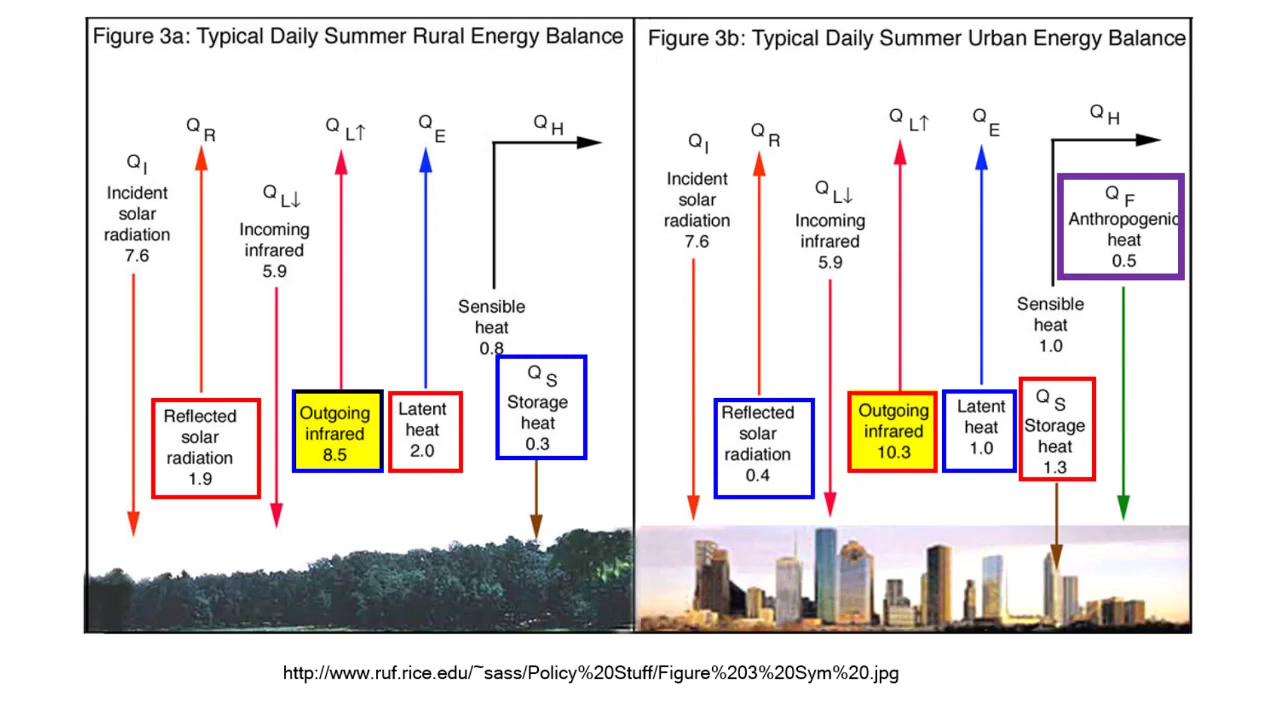 Figure 3a: Typical Daily Summer Rural Energy Balance
Q I
Incident
solar
radiation
7.6
Q R
Reflected
solar
radiation
1.9
Q L↓
Incoming
infrared
5.9
Q L↑
Outgoing
infrared
8.5
Q E
Latent
heat
2.0
Q H
Sensible
heat
0.8
Q S
Storage
heat
0.3
Figure 3b: Typical Daily Summer Urban Energy Balance
Q I
Incident
solar
radiation
7.6
Q R
Reflected
solar
radiation
0.4
Q L↓
Incoming
infrared
5.9
Q L↑
Outgoing
infrared
10.3
Q E
Latent
heat
1.0
Q H
Sensible
heat
1.0
Q S
Storage
heat
1.3
Q F
Anthropogenic
heat
0.5
http://www.ruf.rice.edu/~sass/Policy%20Stuff/Figure%203%20Sym%20.jpg